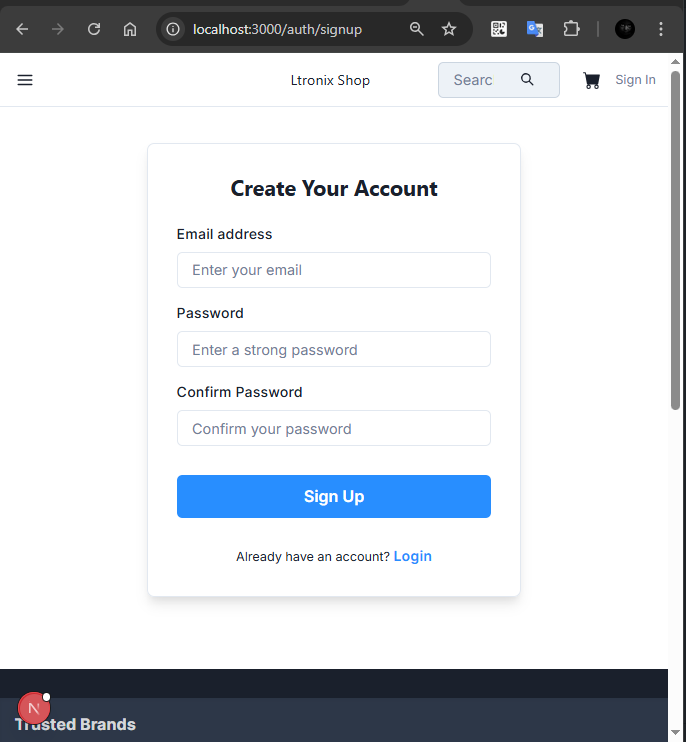 localhost:3000/auth/signup
Ltronix Shop
Searc
Sign In
Create Your Account
Email address
Enter your email
Password
Enter a strong password
Confirm Password
Confirm your password
Sign Up
Already have an account? Login
N
Trusted Brands